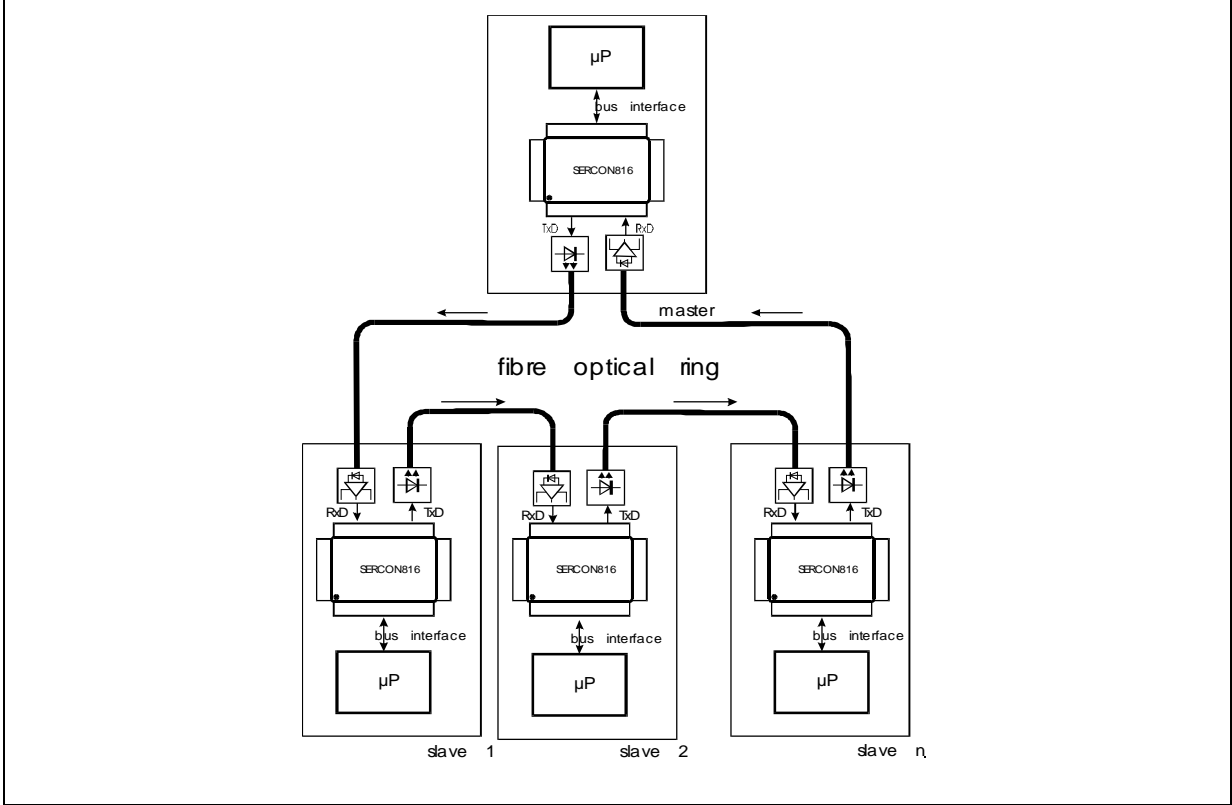 µP
bus interface
SERCON816
TxD RxD
master
fibre optical ring
RxD TxD RxD TxD RxD TxD
SERCON816 SERCON816 SERCON816
bus interface bus interface bus interface
µP µP µP
slave 1 slave 2 slave n